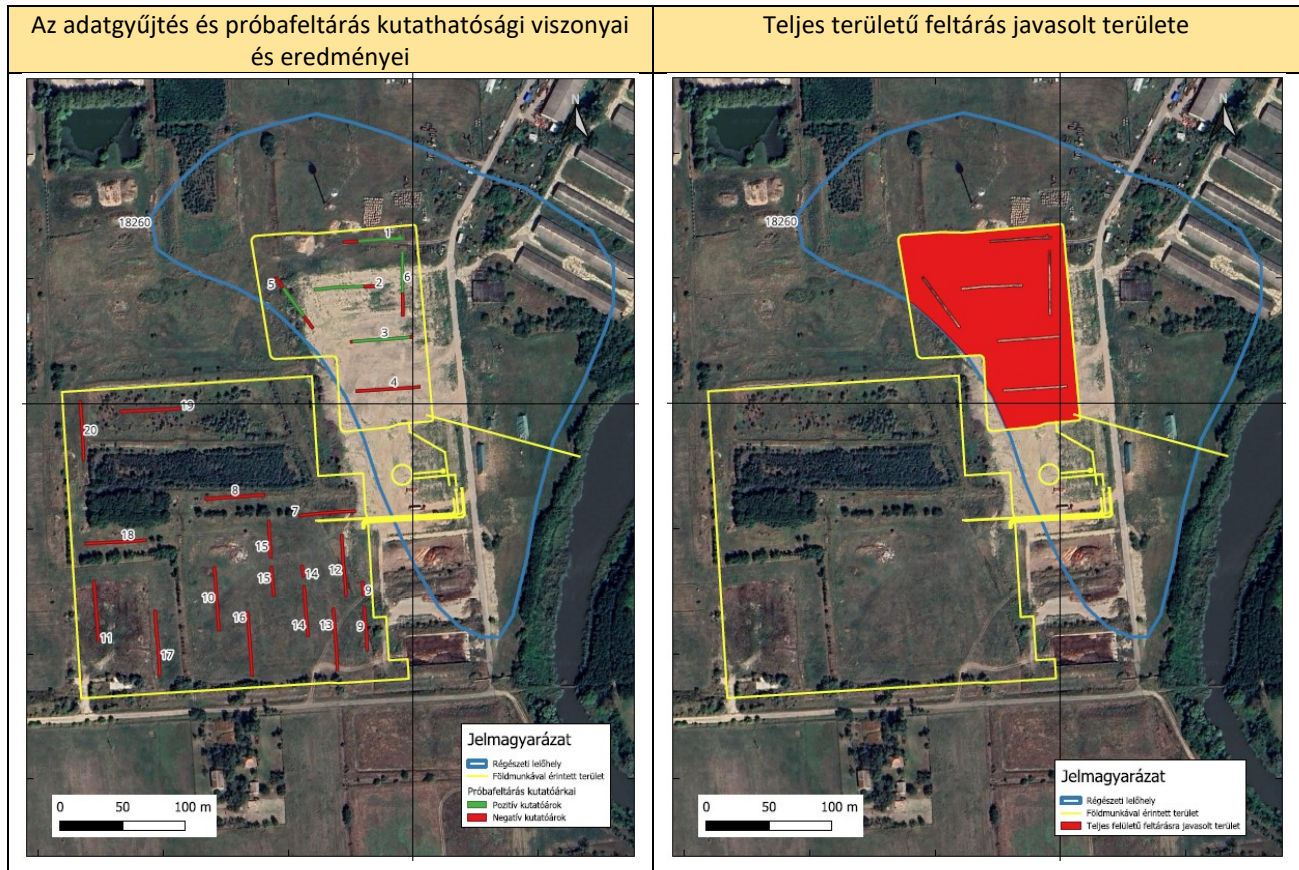 Az adatgyűjtés és próbafeltárás kutathatósági viszonyai
és eredményei
Teljes területű feltárás javasolt területe
N
18260
1
6
5
2
3
4
19
20
8
7
18
15
12
14
15
9
10
11
16
14
13
9
17
Jelmagyarázat
Régészeti lelőhely
Földmunkával érintett terület
Próbafeltárás kutatóárkai
Pozitív kutatóárok
Negatív kutatóárok
0 50 100 m
N
18260
Jelmagyarázat
Régészeti lelőhely
Földmunkával érintett terület
Teljes felületű feltárásra javasolt terület
0 50 100 m